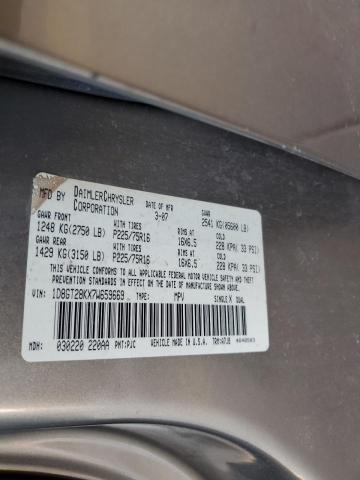 MFD BY DAIMLERCHRYSLER CORPORATION DATE OF MFR 3-07 GVWR 2541 KG(05600 LB)
GAWR FRONT WITH TIRES RIMS AT COLD
1248 KG(2750 LB) P225/75R16 16X6.5 228 KPA( 33 PSI)
GAWR REAR WITH TIRES RIMS AT COLD
1429 KG(3150 LB) P225/75R16 16X6.5 228 KPA( 33 PSI)
THIS VEHICLE CONFORMS TO ALL APPLICABLE FEDERAL MOTOR VEHICLE SAFETY AND THEFT
PREVENTION STANDARDS IN EFFECT ON THE DATE OF MANUFACTURE SHOWN ABOVE.
VIN: 1D8GT28KX7W659669 TYPE: MPV SINGLE X DUAL
MDH: 030220 220AA PNT:PJC VEHICLE MADE IN U.S.A. TRM:ATJ8